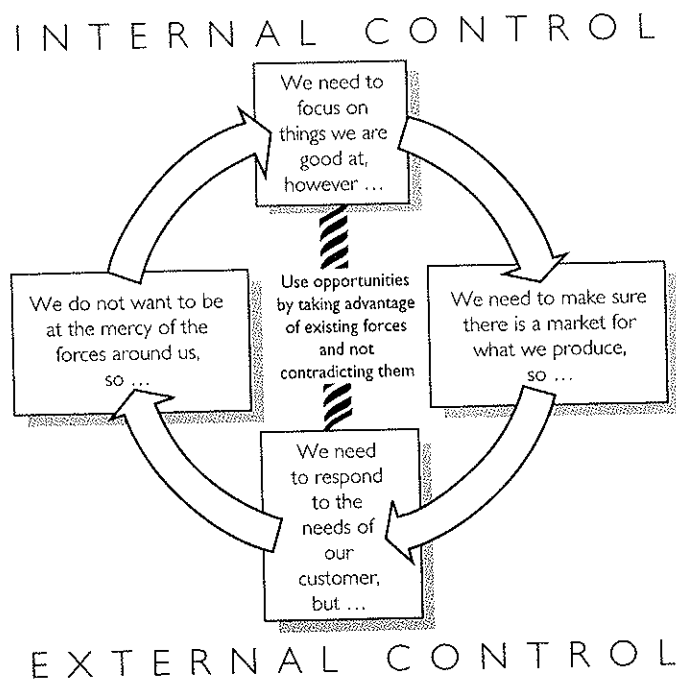 INTERNAL CONTROL
We need to
focus on
things we are
good at,
however ...
We need to make sure
there is a market for
what we produce,
so ...
We need
to respond
to the
needs of
our
customer,
but ...
We do not want to be
at the mercy of the
forces around us,
so ...
Use opportunities
by taking advantage
of existing forces
and not
contradicting them
EXTERNAL CONTROL